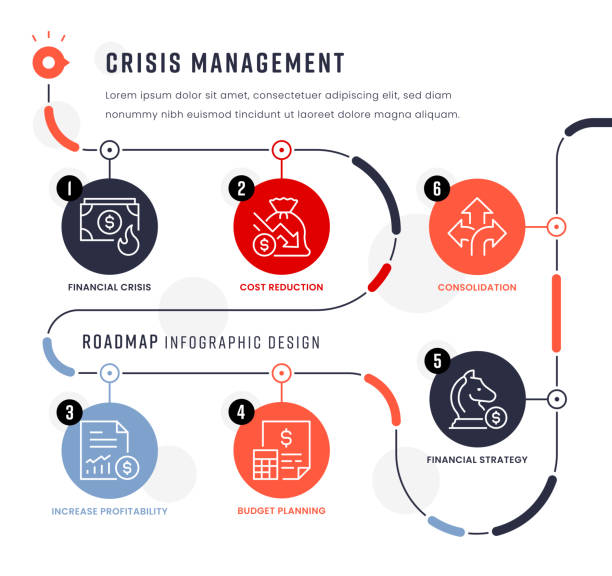 CRISIS MANAGEMENT
Lorem ipsum dolor sit amet, consectetuer adipiscing elit, sed diam
nonummy nibh euismod tincidunt ut laoreet dolore magna aliquam.
1
$
FINANCIAL CRISIS
2
$
COST REDUCTION
6
CONSOLIDATION
ROADMAP INFOGRAPHIC DESIGN
3
$
INCREASE PROFITABILITY
4
$
BUDGET PLANNING
5
$
FINANCIAL STRATEGY